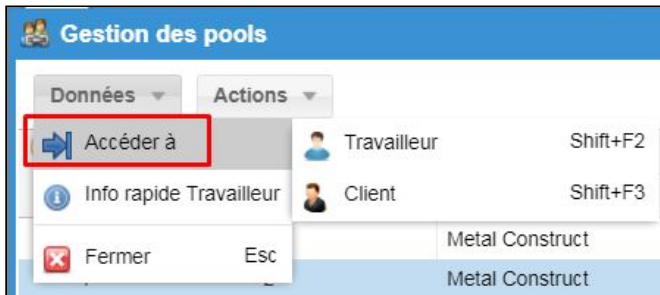 Gestion des pools
Données Actions
Accéder à
Travailleur Shift+F2
Info rapide Travailleur
Client Shift+F3
Fermer Esc
Metal Construct
Metal Construct